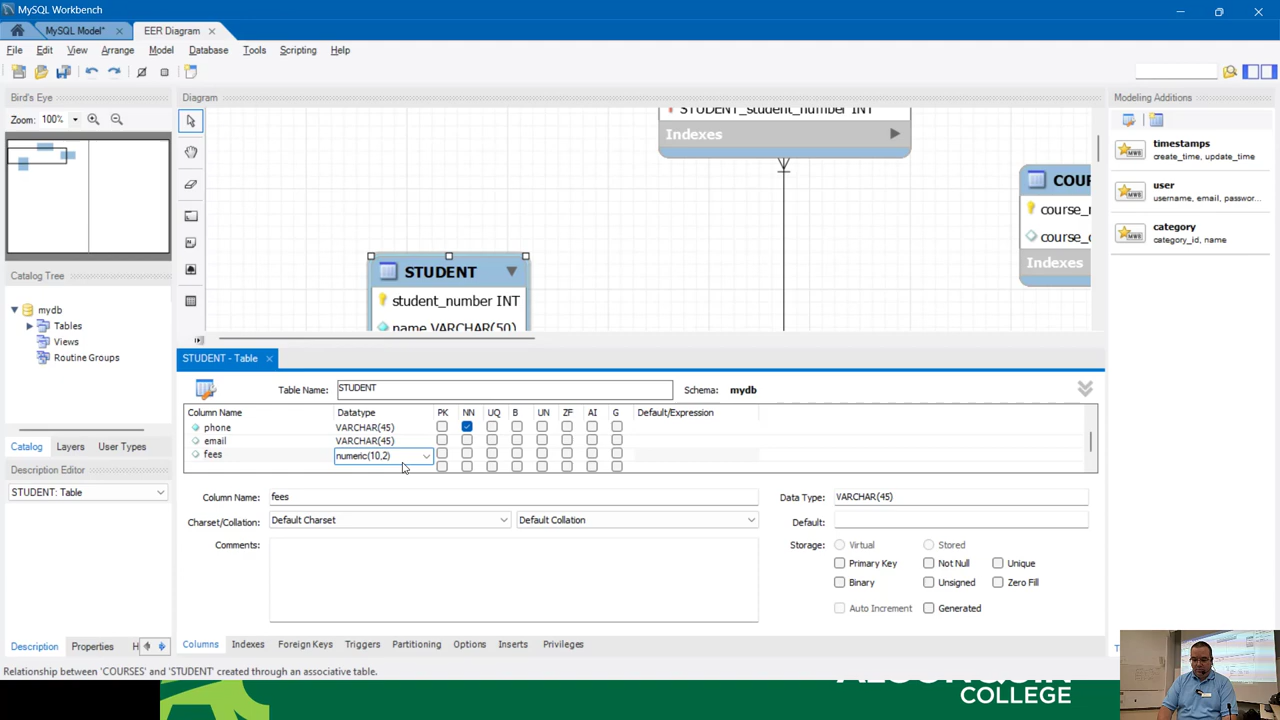 MySQL Workbench
MySQL Model*
EER Diagram
File Edit View Arrange Model Database Tools Scripting Help
Bird's Eye
Diagram
Modeling Additions
Zoom: 100%
STUDENT_student_number INT
Indexes
timestamps
create_time, update_time
user
username, email, passwor...
category
category_id, name
course_
course_
Indexes
Catalog Tree
mydb
Tables
Views
Routine Groups
STUDENT
student_number INT
name VARCHAR(50)
STUDENT - Table
Table Name: STUDENT Schema: mydb
Column Name Datatype PK NN UQ B UN ZF AI G Default/Expression
phone VARCHAR(45)
email VARCHAR(45)
fees numeric(10,2)
Catalog Layers User Types
Description Editor
STUDENT: Table
Column Name: fees Data Type: VARCHAR(45)
Charset/Collation: Default Charset Default Collation Default:
Comments: Storage: Virtual Stored
Primary Key Not Null Unique
Binary Unsigned Zero Fill
Auto Increment Generated
Columns Indexes Foreign Keys Triggers Partitioning Options Inserts Privileges
Description Properties H
Relationship between 'COURSES' and 'STUDENT' created through an associative table.
COLLEGE